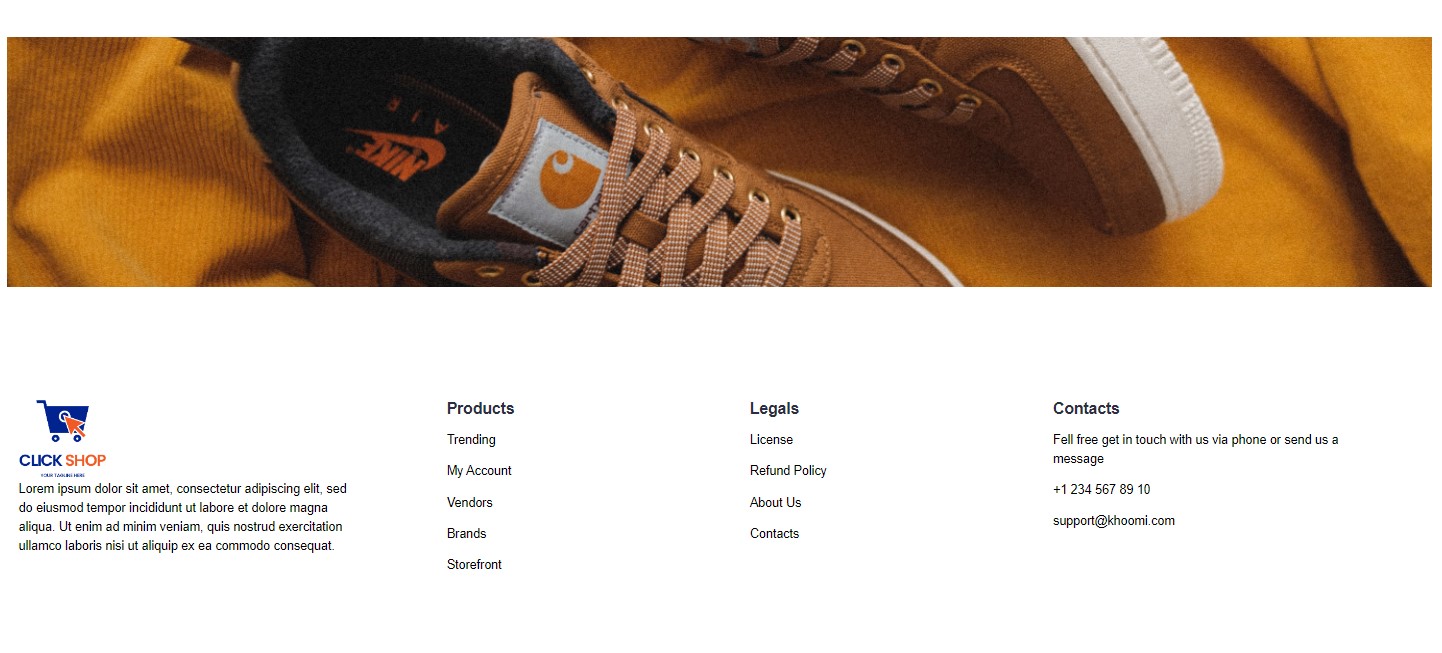 AIR
NIKE
CLICK SHOP
YOUR TAGLINE HERE
Lorem ipsum dolor sit amet, consectetur adipiscing elit, sed
do eiusmod tempor incididunt ut labore et dolore magna
aliqua. Ut enim ad minim veniam, quis nostrud exercitation
ullamco laboris nisi ut aliquip ex ea commodo consequat.
Products
Trending
My Account
Vendors
Brands
Storefront
Legals
License
Refund Policy
About Us
Contacts
Contacts
Fell free get in touch with us via phone or send us a
message
+1 234 567 89 10
support@khoomi.com